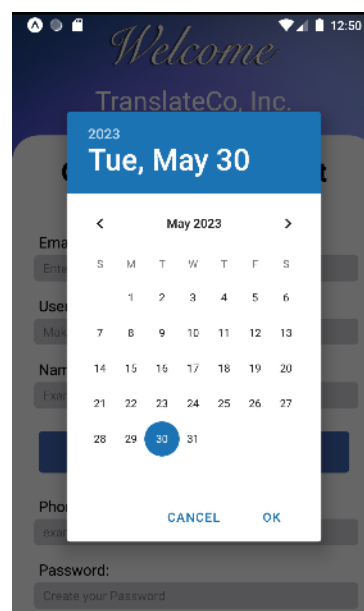 12:50
Welcome
TranslateCo, Inc.
2023
Tue, May 30
May 2023
S M T W T F S
1 2 3 4 5 6
7 8 9 10 11 12 13
14 15 16 17 18 19 20
21 22 23 24 25 26 27
28 29 30 31
CANCEL OK
Password:
Create your Password